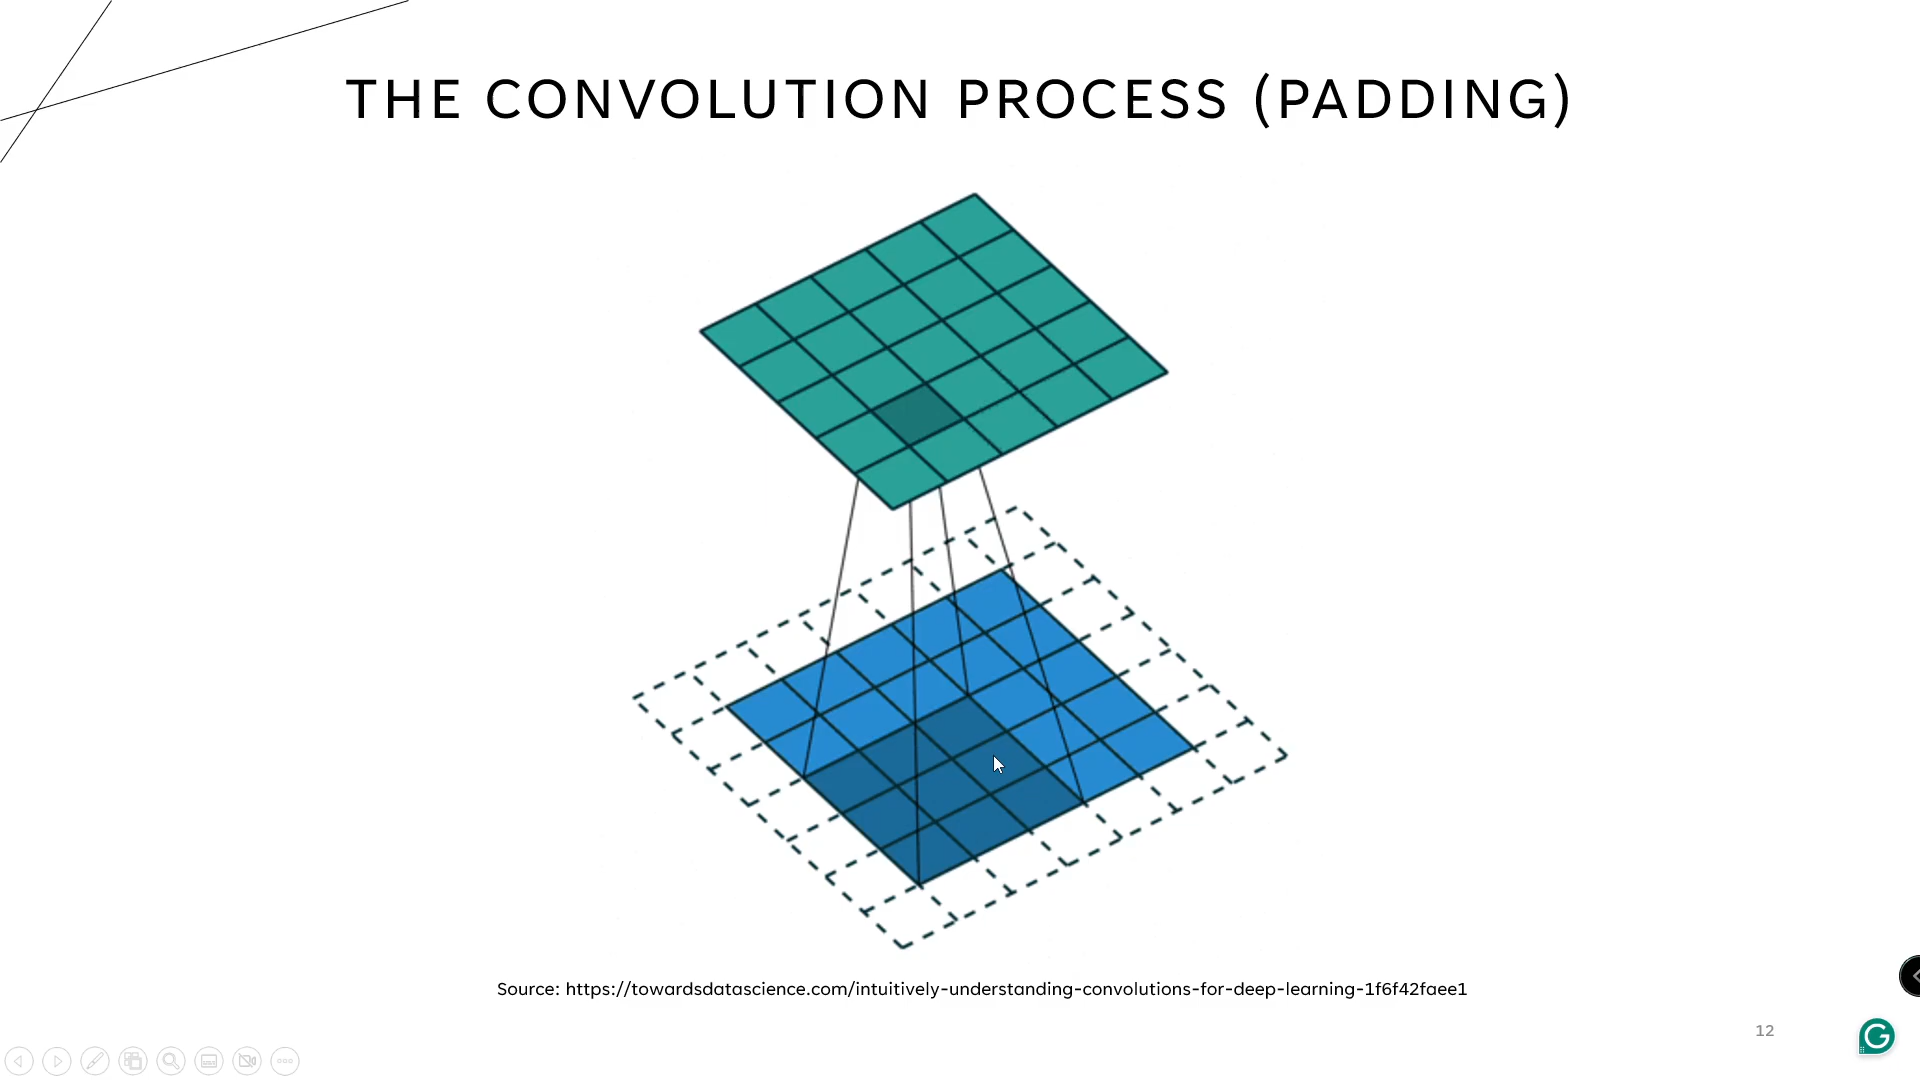 THE CONVOLUTION PROCESS (PADDING)
Source: https://towardsdatascience.com/intuitively-understanding-convolutions-for-deep-learning-1f6f42faee1
12